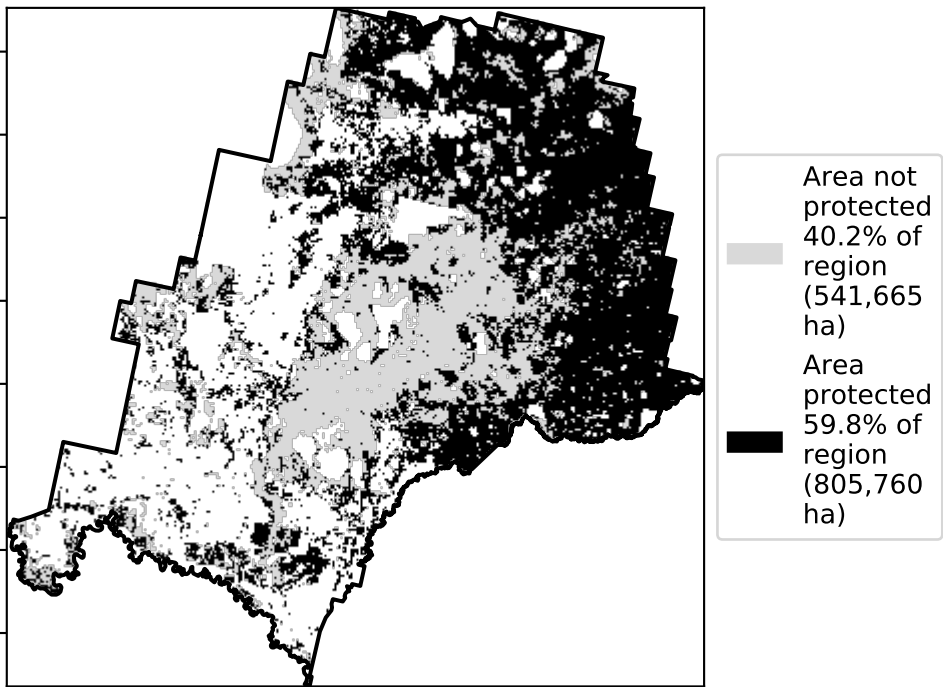 Area not
protected
40.2% of
region
(541,665
ha)
Area
protected
59.8% of
region
(805,760
ha)